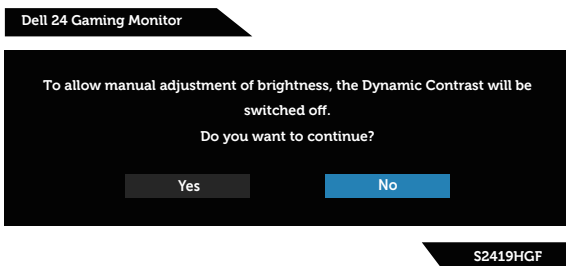 Dell 24 Gaming Monitor
To allow manual adjustment of brightness, the Dynamic Contrast will be
switched off.
Do you want to continue?
Yes
No
S2419HGF